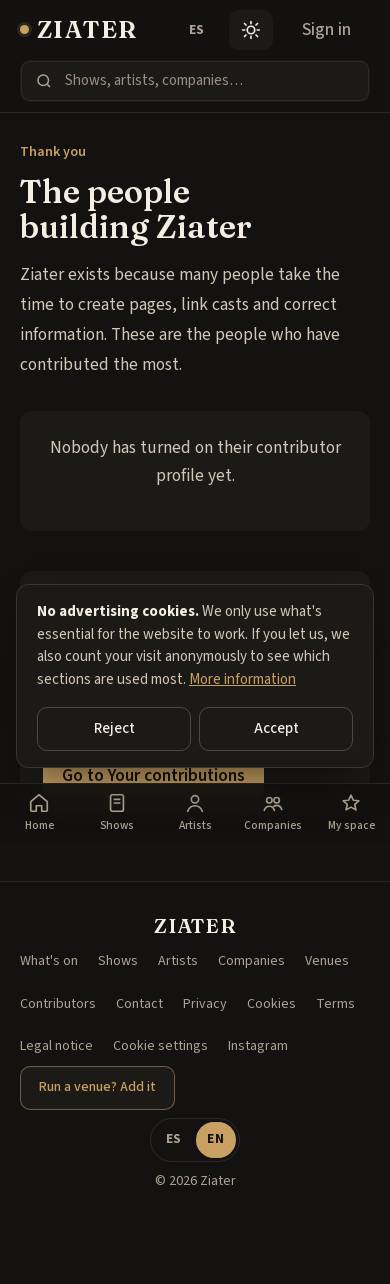 ZIATER
ES
Sign in
Shows, artists, companies…
Thank you
The people
building Ziater
Ziater exists because many people take the
time to create pages, link casts and correct
information. These are the people who have
contributed the most.
Nobody has turned on their contributor
profile yet.
No advertising cookies. We only use what's
essential for the website to work. If you let us, we
also count your visit anonymously to see which
sections are used most. More information
Reject
Accept
Go to Your contributions
Home
Shows
Artists
Companies
My space
ZIATER
What's on
Shows
Artists
Companies
Venues
Contributors
Contact
Privacy
Cookies
Terms
Legal notice
Cookie settings
Instagram
Run a venue? Add it
ES
EN
© 2026 Ziater